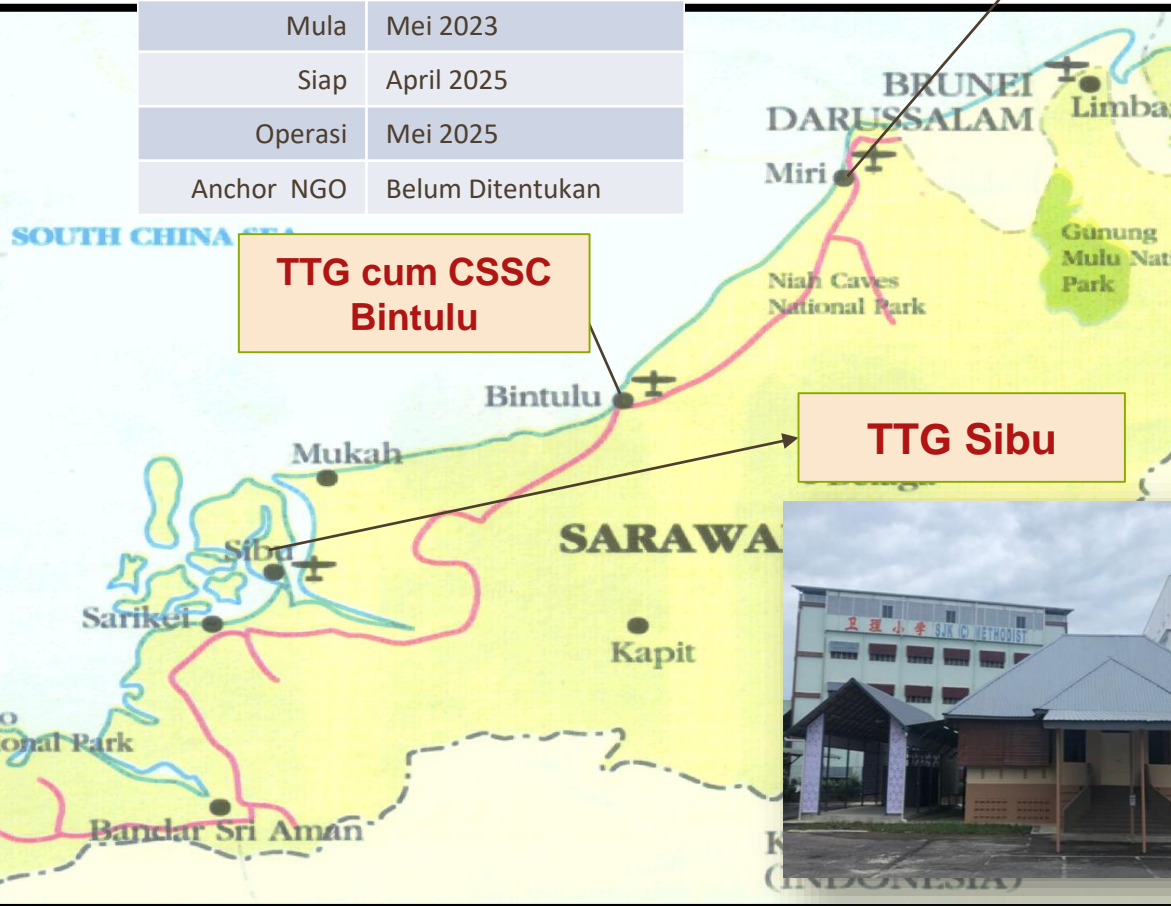 Mula Mei 2023
Siap April 2025
Operasi Mei 2025
Anchor NGO Belum Ditentukan
BRUNEI
DARUSSALAM
Limba
Miri
SOUTH CHINA SEA
Gunung
Mulu Nati
Park
TTG cum CSSC
Bintulu
Niah Caves
National Park
Bintulu
TTG Sibu
Mukah
SARAWA
Sibu
卫理小学 SJK (C) METHODIST
Sarikei
Kapit
onal Park
Bandar Sri Aman
K
(INDONESIA)